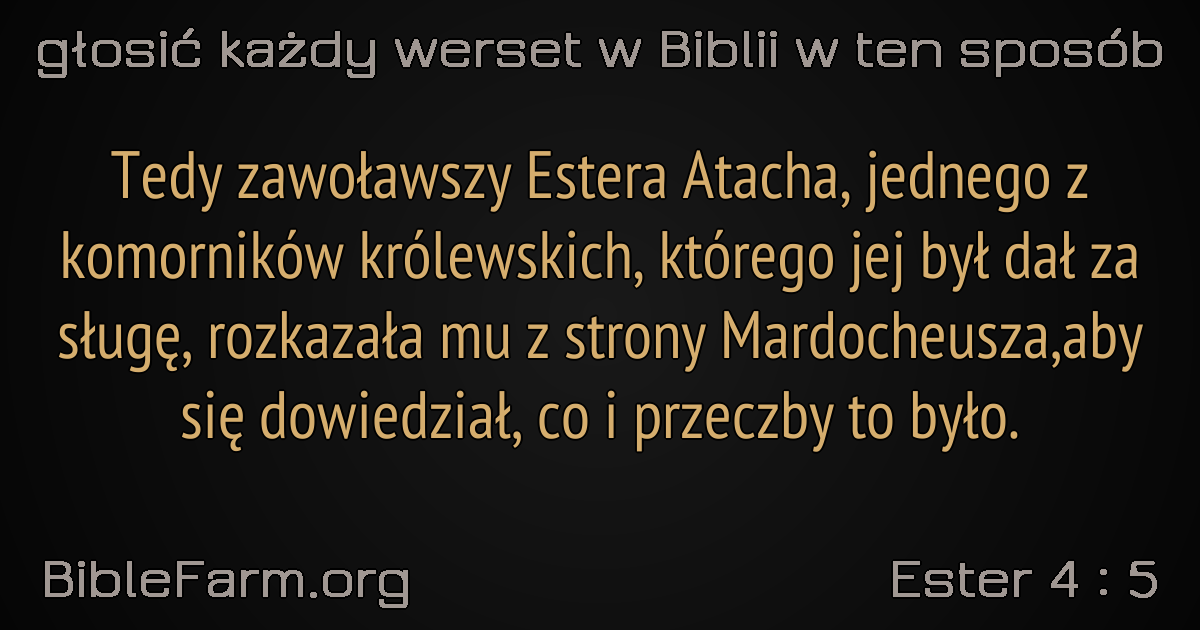 głosić każdy werset w Biblii w ten sposób
Tedy zawoławszy Estera Atacha, jednego z
komorników królewskich, którego jej był dał za
sługę, rozkazała mu z strony Mardocheusza,aby
się dowiedział, co i przeczby to było.
BibleFarm.org
Ester 4 : 5